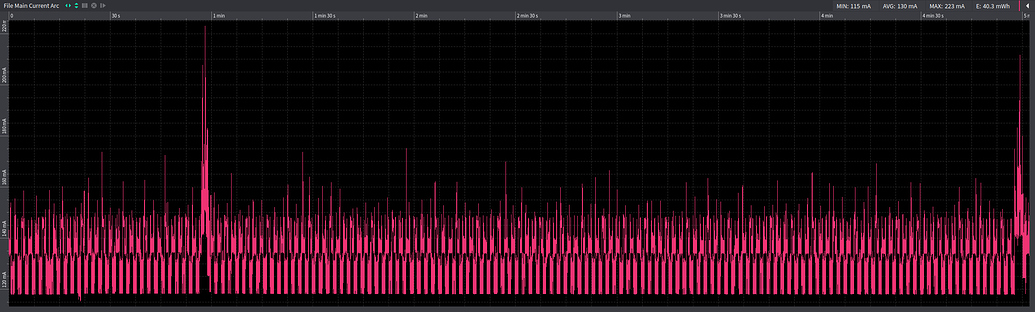 File Main Current Arc MIN: 115 mA AVG: 130 mA MAX: 223 mA E: 40.3 mWh
0 30 s 1 min 1 min 30 s 2 min 2 min 30 s 3 min 3 min 30 s 4 min 4 min 30 s
200 mA
180 mA
160 mA
140 mA
120 mA